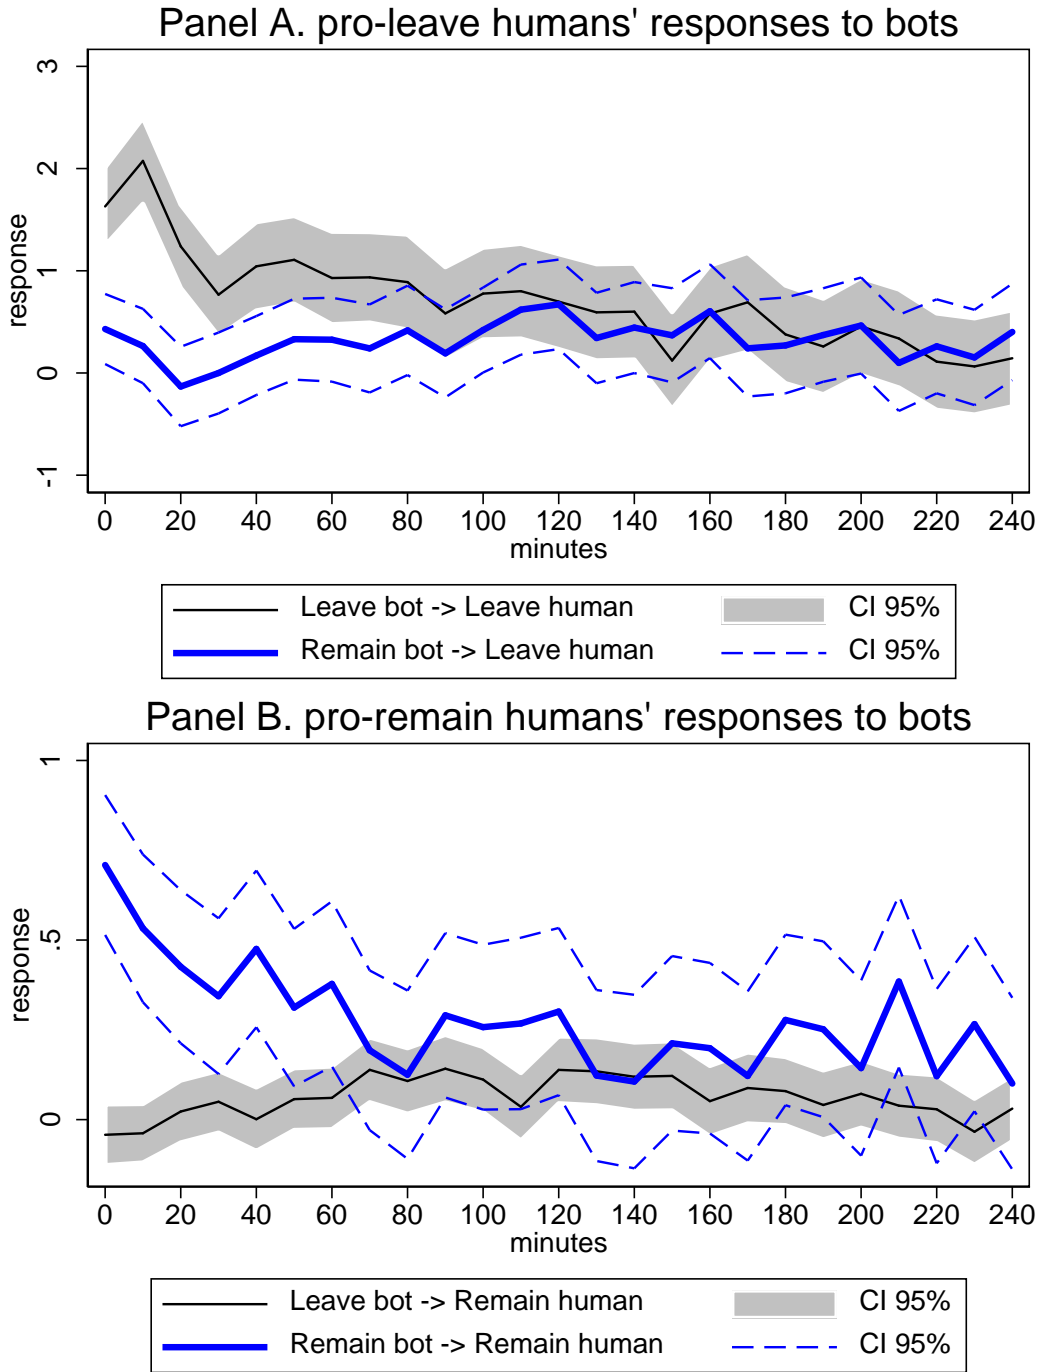 Panel A. pro-leave humans' responses to bots
3
2
1
0
-1
response
0 20 40 60 80 100 120 140 160 180 200 220 240
minutes
Leave bot -> Leave human CI 95%
Remain bot -> Leave human CI 95%
Panel B. pro-remain humans' responses to bots
1
.5
0
response
0 20 40 60 80 100 120 140 160 180 200 220 240
minutes
Leave bot -> Remain human CI 95%
Remain bot -> Remain human CI 95%